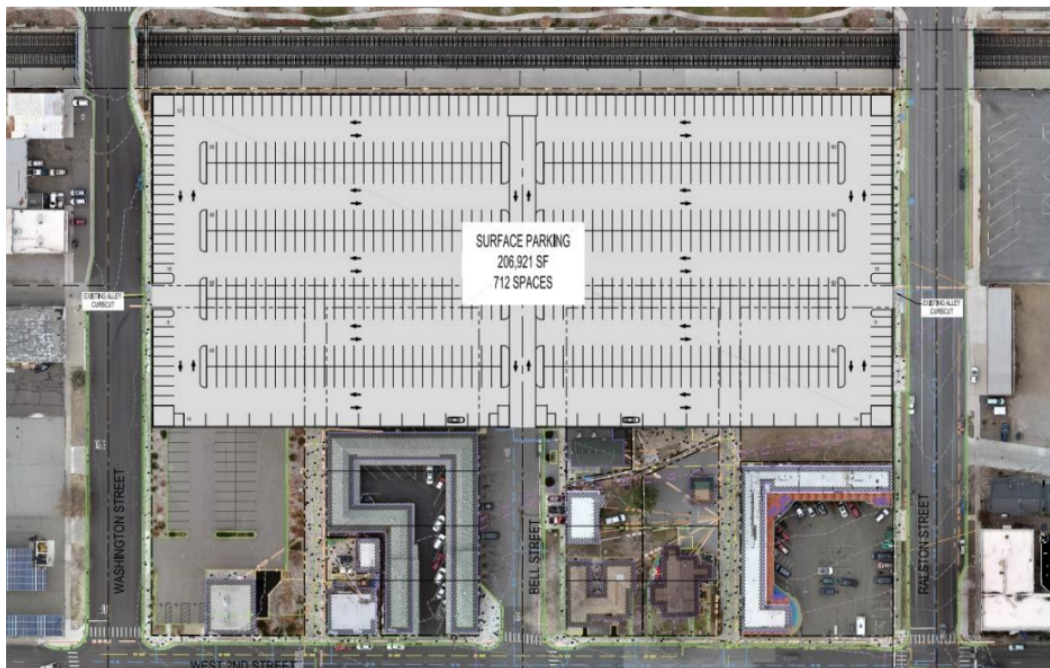 SURFACE PARKING
206,921 SF
712 SPACES
EXISTING ALLEY
CURBCUT
EXISTING ALLEY
CURBCUT
WASHINGTON STREET
BELL STREET
RALSTON STREET
WEST 2ND STREET